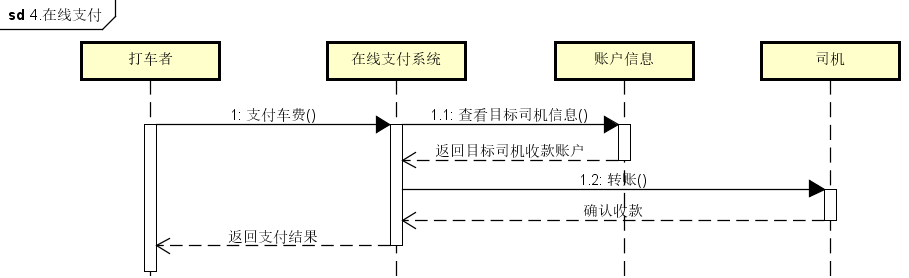 sd 4.在线支付
打车者
在线支付系统
账户信息
司机
1: 支付车费()
1.1: 查看目标司机信息()
返回目标司机收款账户
1.2: 转账()
确认收款
返回支付结果